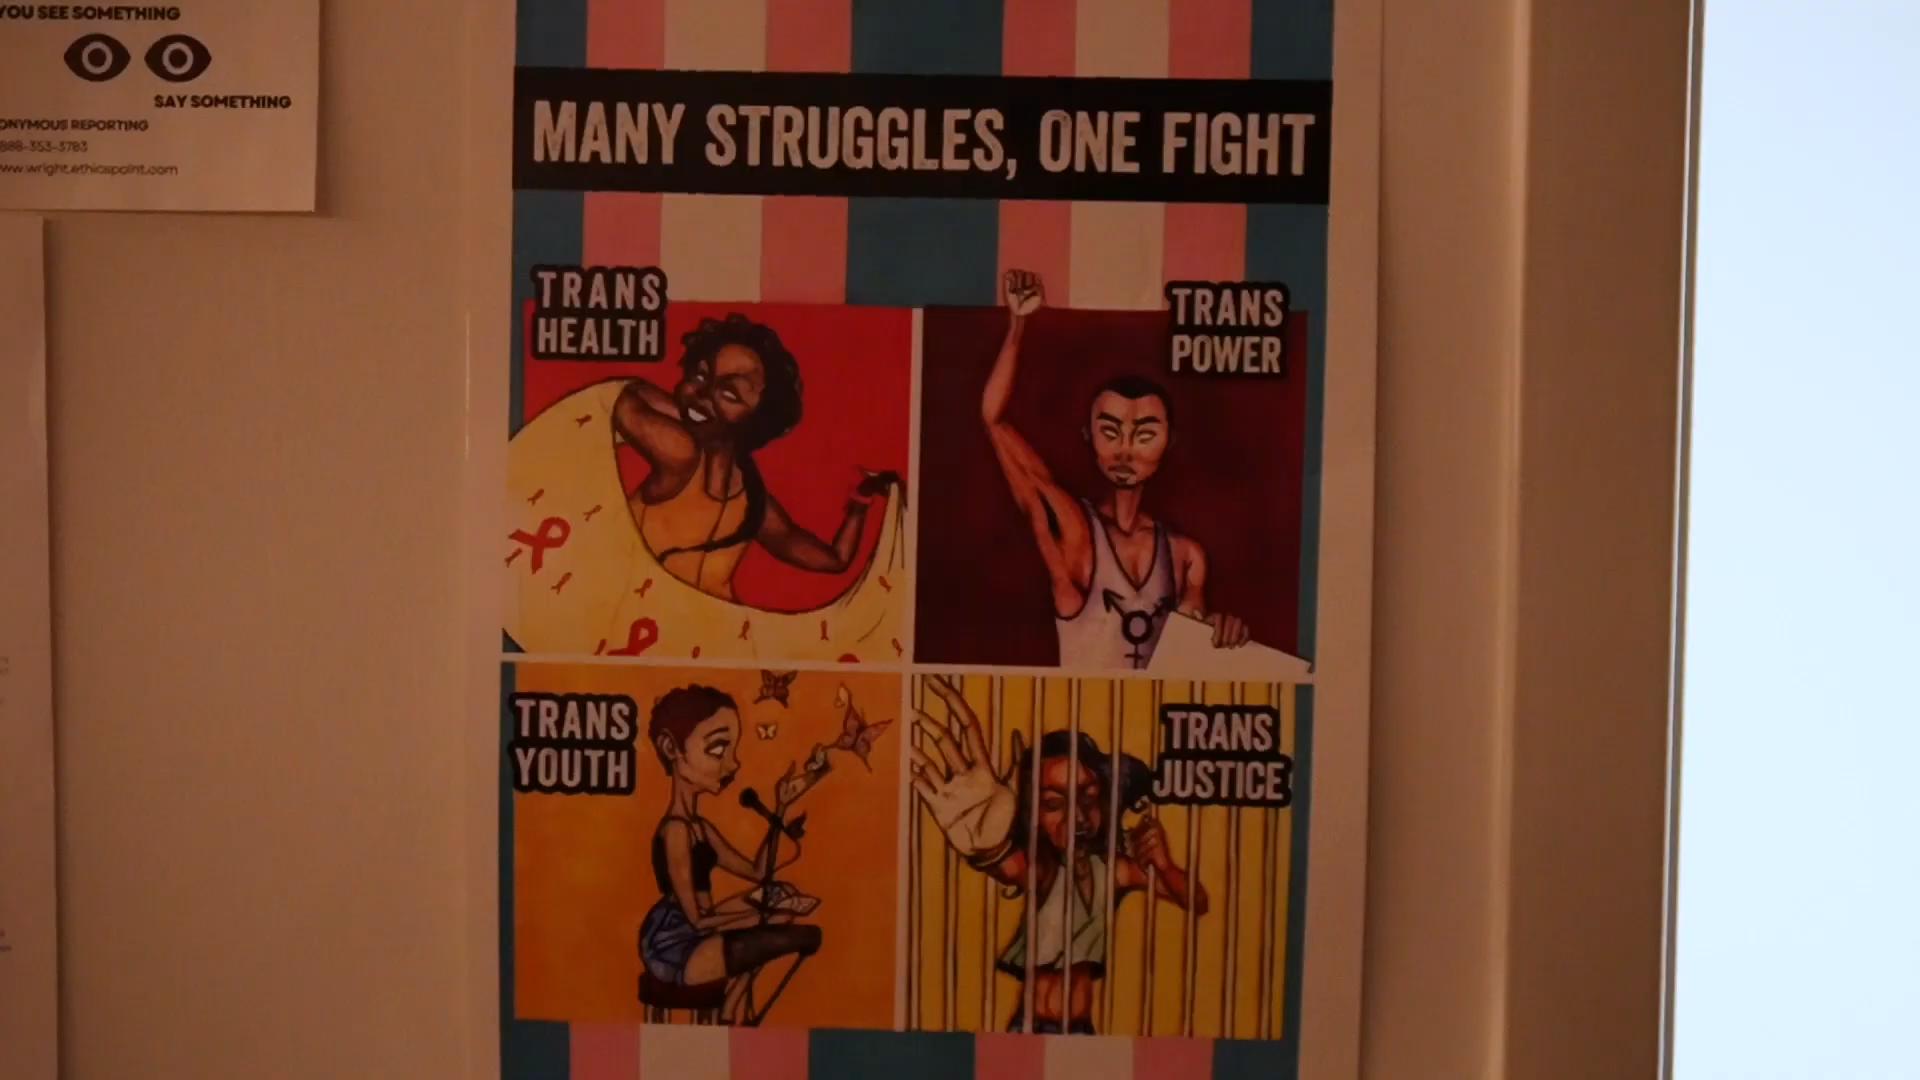 YOU SEE SOMETHING
SAY SOMETHING
ONYMOUS REPORTING
888-353-3783
www.wright.ethicspoint.com
MANY STRUGGLES, ONE FIGHT
TRANS
HEALTH
TRANS
POWER
TRANS
YOUTH
TRANS
JUSTICE